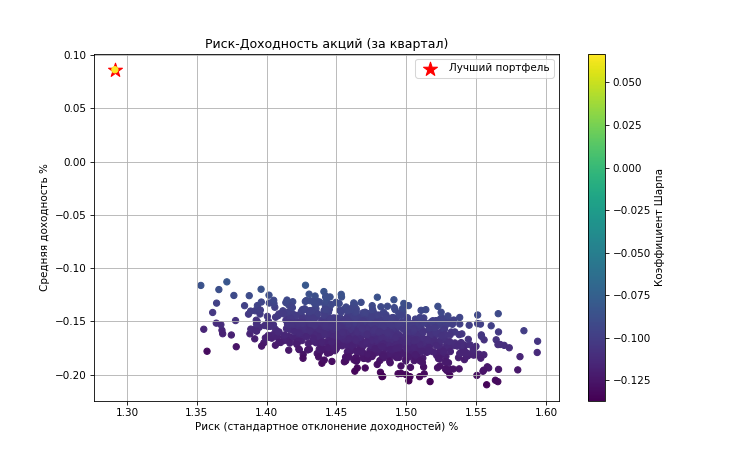 Риск-Доходность акций (за квартал)
Лучший портфель
Средняя доходность %
0.10
0.05
0.00
−0.05
−0.10
−0.15
−0.20
1.30 1.35 1.40 1.45 1.50 1.55 1.60
Риск (стандартное отклонение доходностей) %
0.050
0.025
0.000
−0.025
−0.050
−0.075
−0.100
−0.125
Коэффициент Шарпа